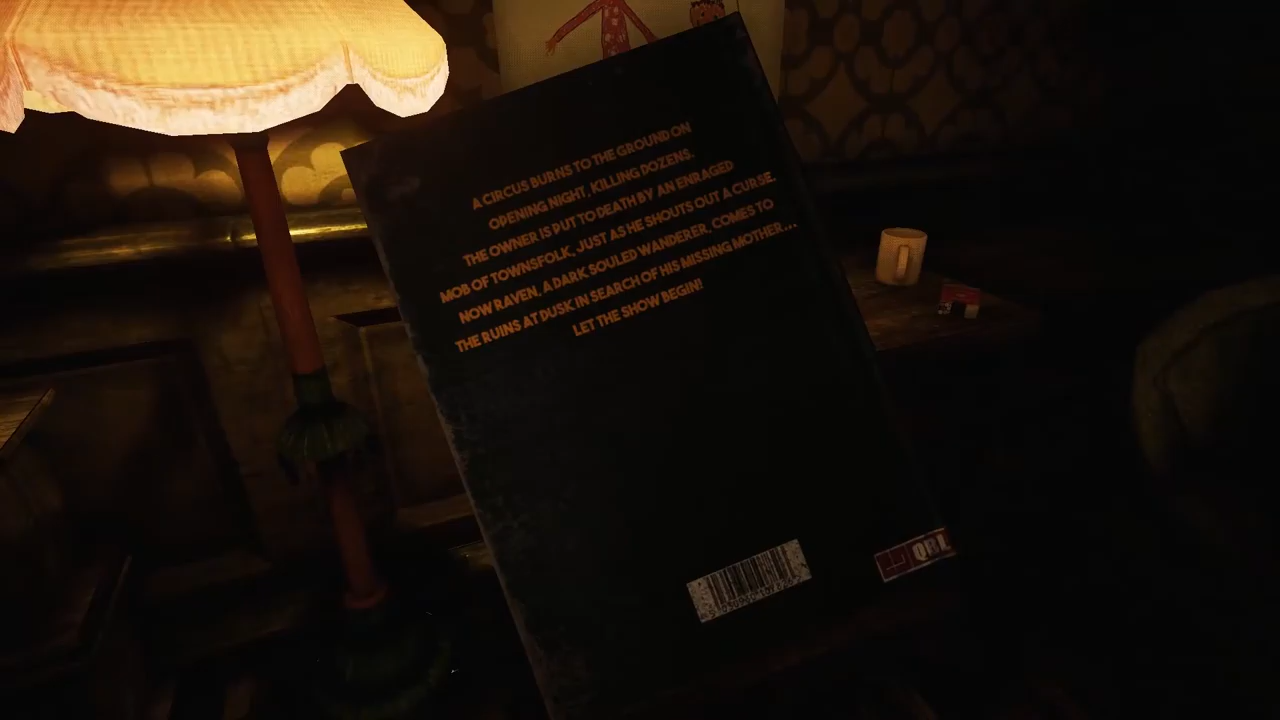 A CIRCUS BURNS TO THE GROUND ON
OPENING NIGHT, KILLING DOZENS.
THE OWNER IS PUT TO DEATH BY AN ENRAGED
MOB OF TOWNSFOLK, JUST AS HE SHOUTS OUT A CURSE.
NOW RAVEN, A DARK SOULED WANDERER, COMES TO
THE RUINS AT DUSK IN SEARCH OF HIS MISSING MOTHER...
LET THE SHOW BEGIN!